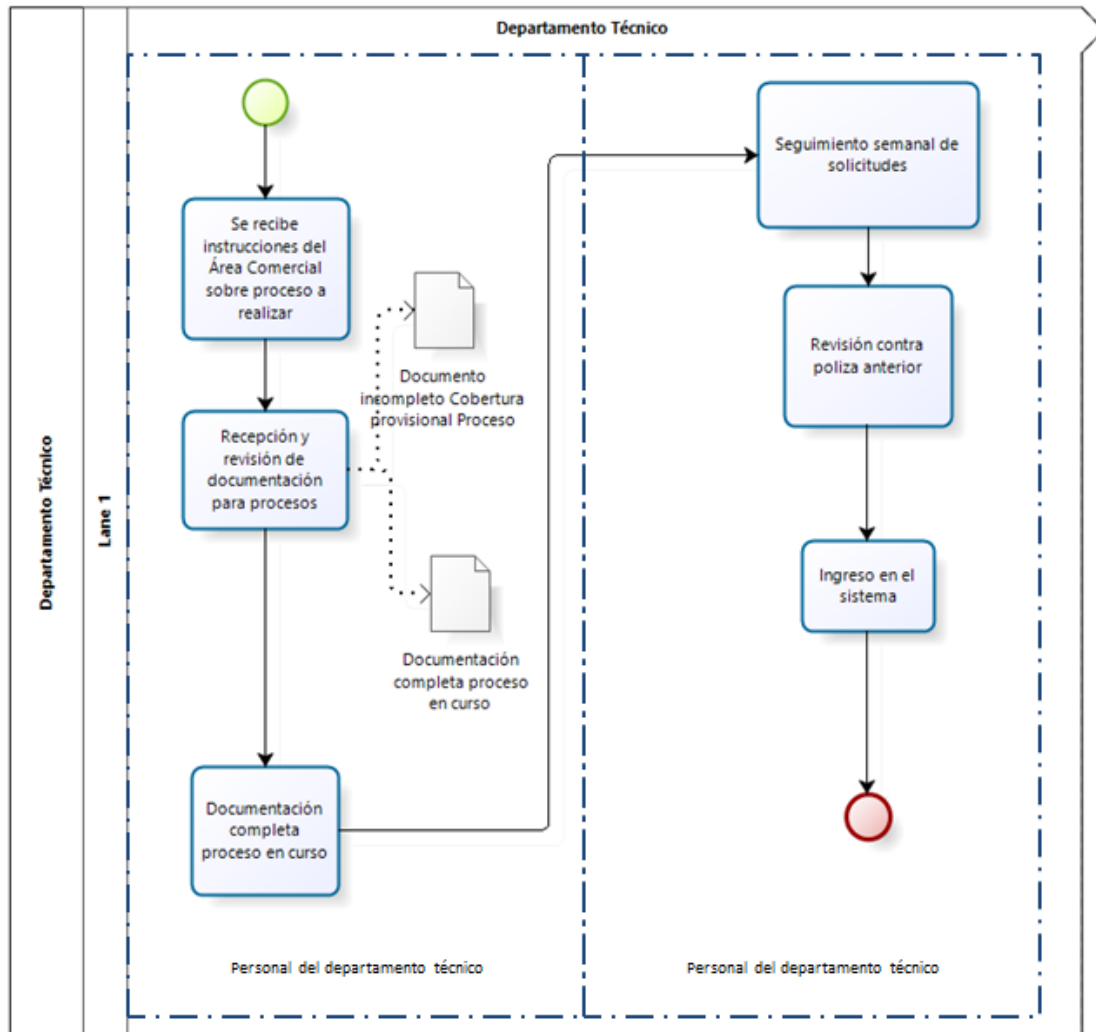 Departamento Técnico
Departamento Técnico
Lane 1
Se recibe
instrucciones del
Área Comercial
sobre proceso a
realizar
Documento
incompleto Cobertura
provisional Proceso
Recepción y
revisión de
documentación
para procesos
Documentación
completa proceso
en curso
Documentación
completa
proceso en curso
Personal del departamento técnico
Seguimiento semanal de
solicitudes
Revisión contra
poliza anterior
Ingreso en el
sistema
Personal del departamento técnico